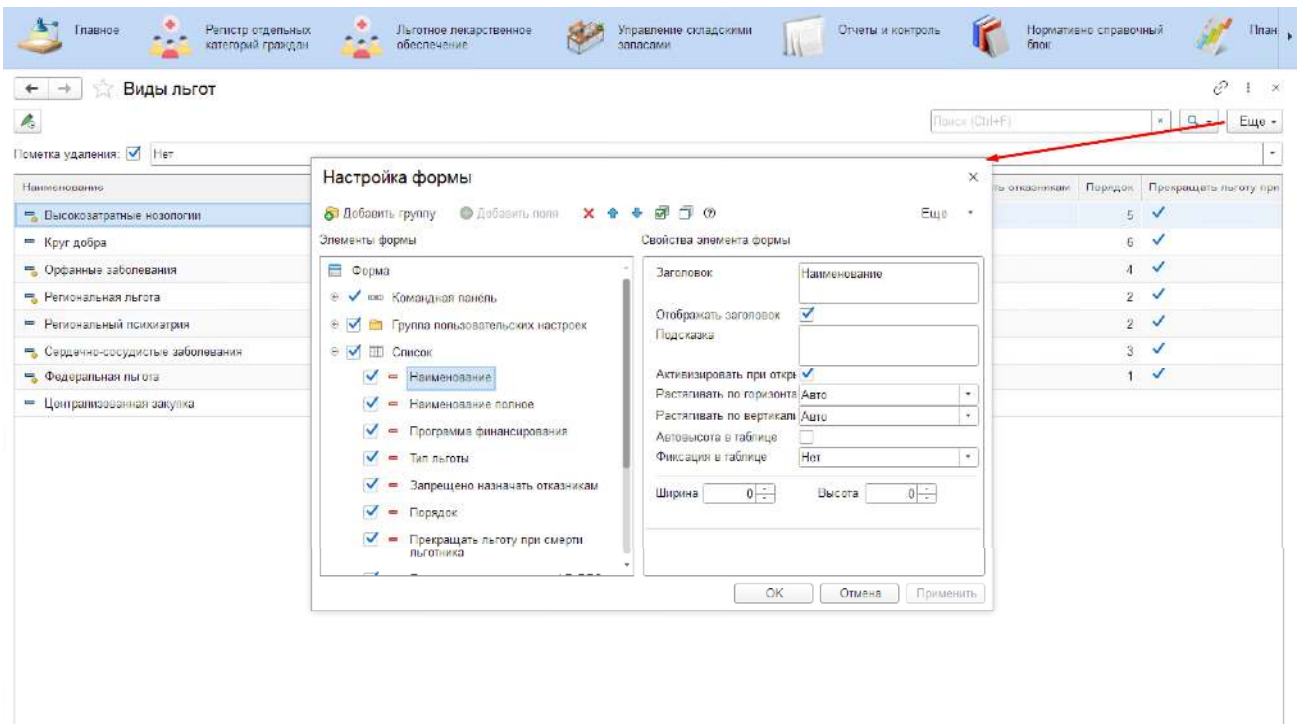 Главное
Регистр отдельных
категорий граждан
Льготное лекарственное
обеспечение
Управление складскими
запасами
Отчеты и контроль
Нормативно справочный
блок
План
Виды льгот
Поиск (Ctrl+F)
Еще
Пометка удаления:
Нет
Наименование
ть отказникам
Порядок
Прекращать льготу при
Высокозатратные нозологии
5
Круг добра
6
Орфанные заболевания
4
Региональная льгота
2
Региональный психиатрия
2
Сердечно-сосудистые заболевания
3
Федеральная льгота
1
Централизованная закупка
Настройка формы
Добавить группу
Добавить поля
Еще
Элементы формы
Свойства элемента формы
Форма
Командная панель
Группа пользовательских настроек
Список
Наименование
Наименование полное
Программа финансирования
Тип льготы
Запрещено назначать отказникам
Порядок
Прекращать льготу при смерти
льготника
Заголовок
Наименование
Отображать заголовок
Подсказка
Активизировать при откры
Растягивать по горизонта
Авто
Растягивать по вертикали
Авто
Автовысота в таблице
Фиксация в таблице
Нет
Ширина
0
Высота
0
OK
Отмена
Применить